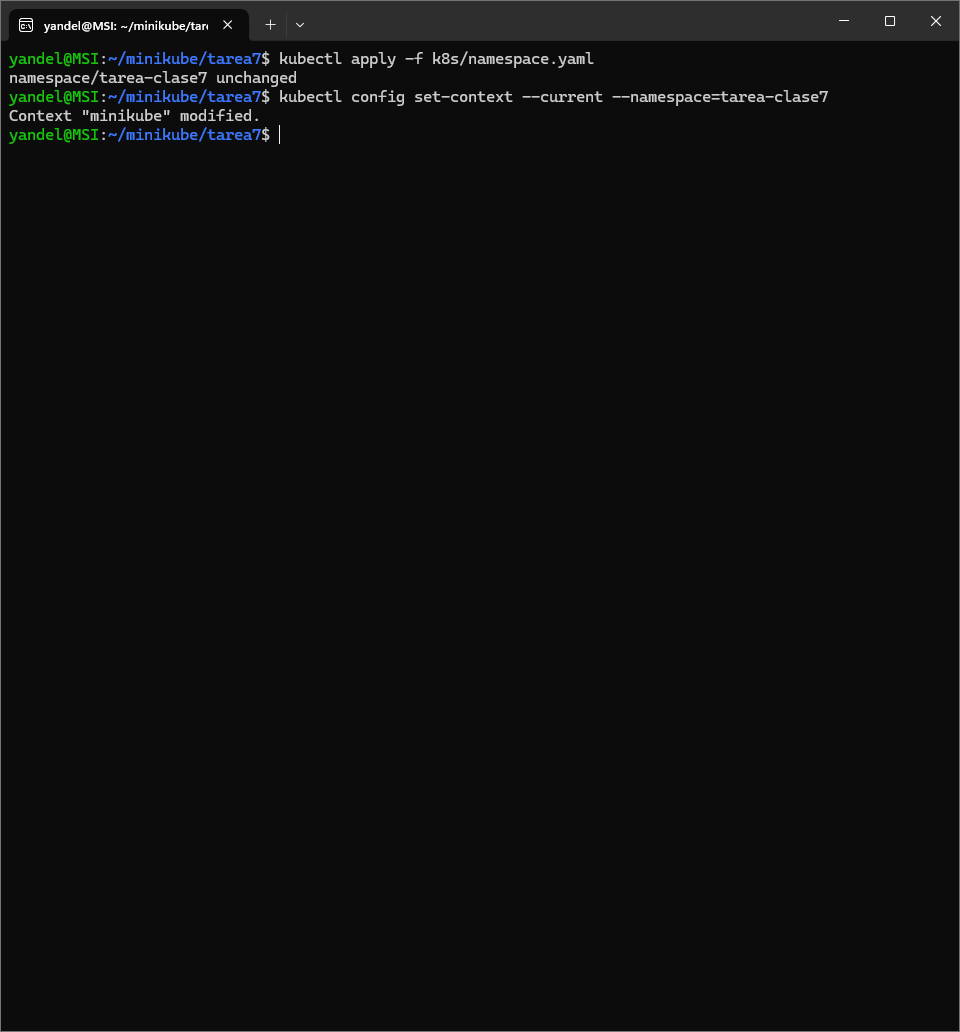 yandel@MSI: ~/minikube/tare
yandel@MSI:~/minikube/tarea7$ kubectl apply -f k8s/namespace.yaml
namespace/tarea-clase7 unchanged
yandel@MSI:~/minikube/tarea7$ kubectl config set-context --current --namespace=tarea-clase7
Context "minikube" modified.
yandel@MSI:~/minikube/tarea7$